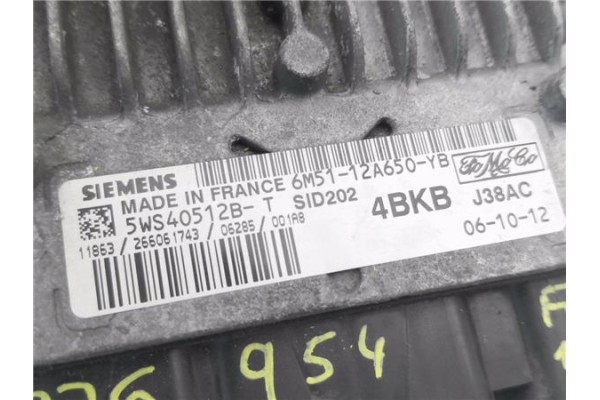 SIEMENS
MADE IN FRANCE 6M51-12A650-YB
FoMoCo
5WS40512B-T SID202 4BKB J38AC
11863/266061743/06285/001AB 06-10-12
954